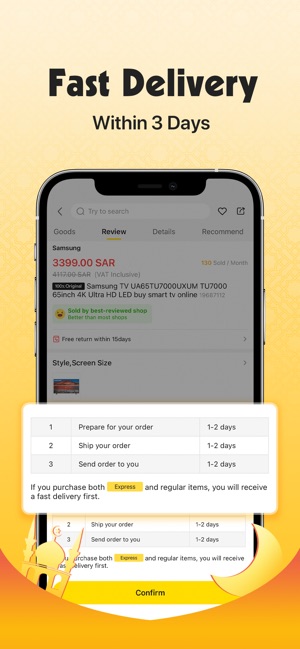 Fast Delivery
Within 3 Days
Try to search
Goods Review Details Recommend
Samsung
3399.00 SAR 130 Sold / Month
4117.00 SAR (VAT Inclusive)
100% Original Samsung TV UA65TU7000UXUM TU7000
65inch 4K Ultra HD LED buy smart tv online 19667112
Sold by best-reviewed shop
Better than most shops
Free return within 15days
Style,Screen Size
1 Prepare for your order 1-2 days
2 Ship your order 1-2 days
3 Send order to you 1-2 days
If you purchase both Express and regular items, you will receive
a fast delivery first.
2 Ship your order 1-2 days
3 Send order to you 1-2 days
purchase both Express and regular items, you will receive
delivery first.
Confirm